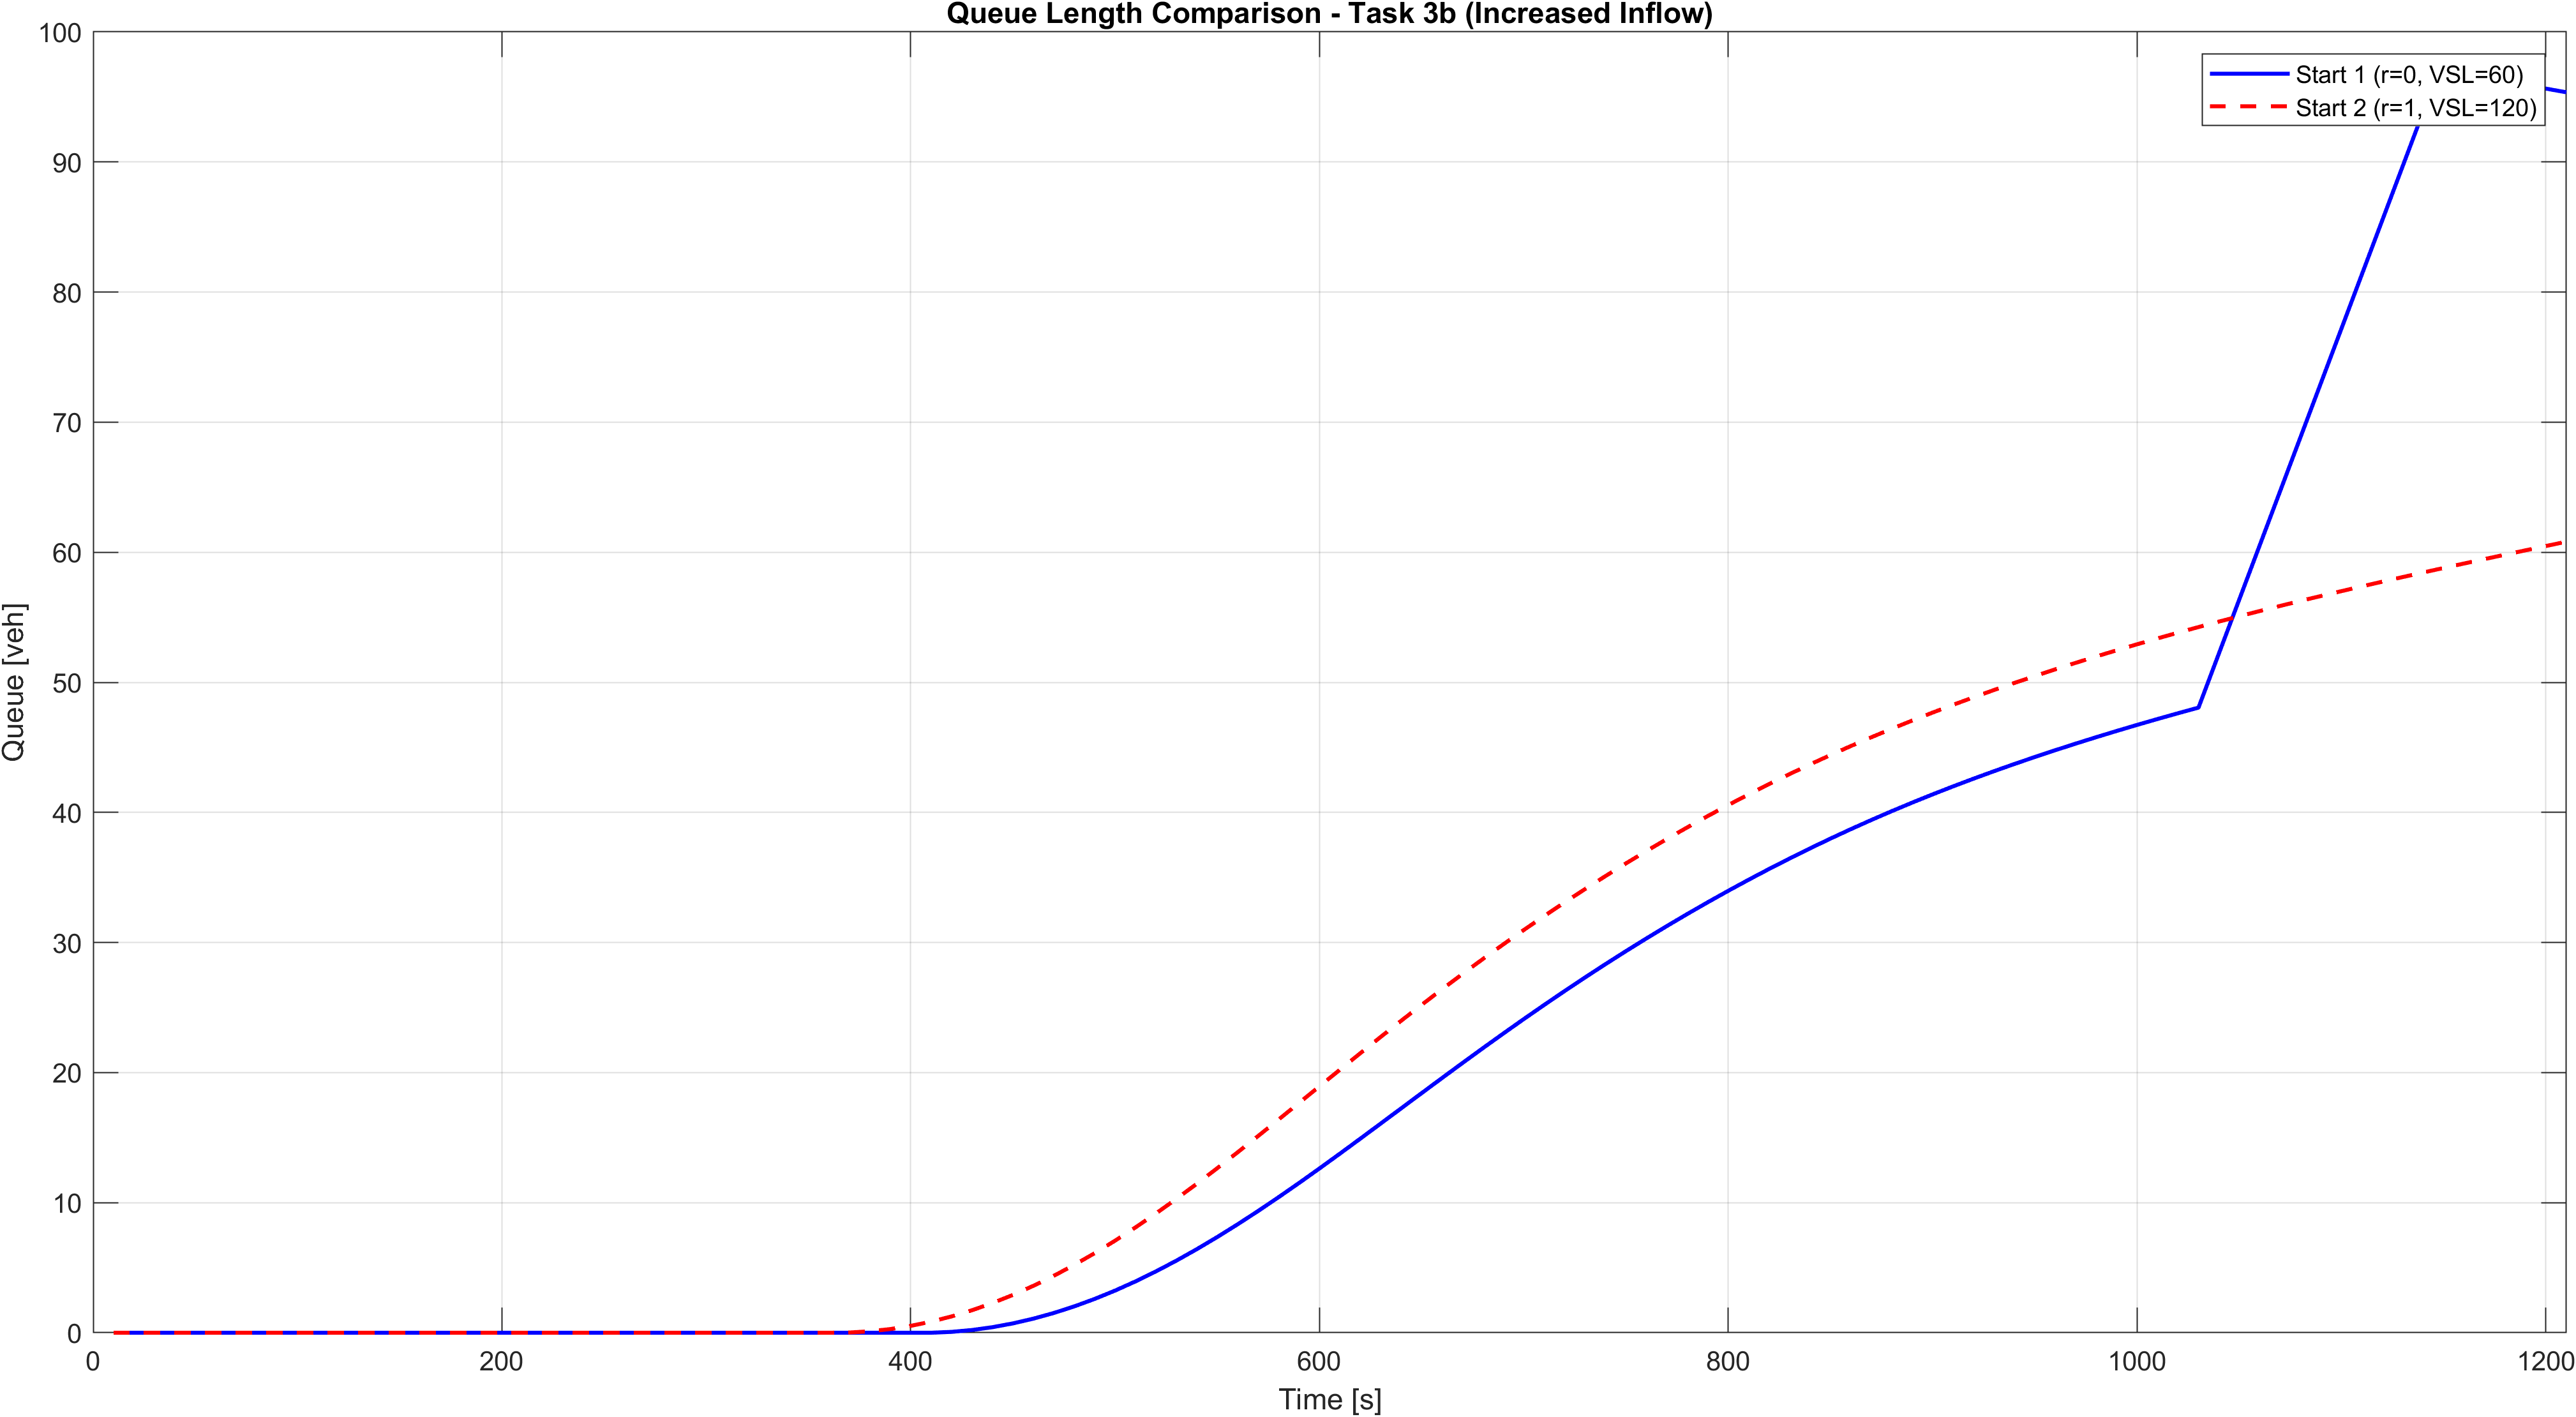 Queue Length Comparison - Task 3b (Increased Inflow)
100
90
80
70
60
50
40
30
20
10
0
Queue [veh]
Start 1 (r=0, VSL=60)
Start 2 (r=1, VSL=120)
0 200 400 600 800 1000 1200
Time [s]